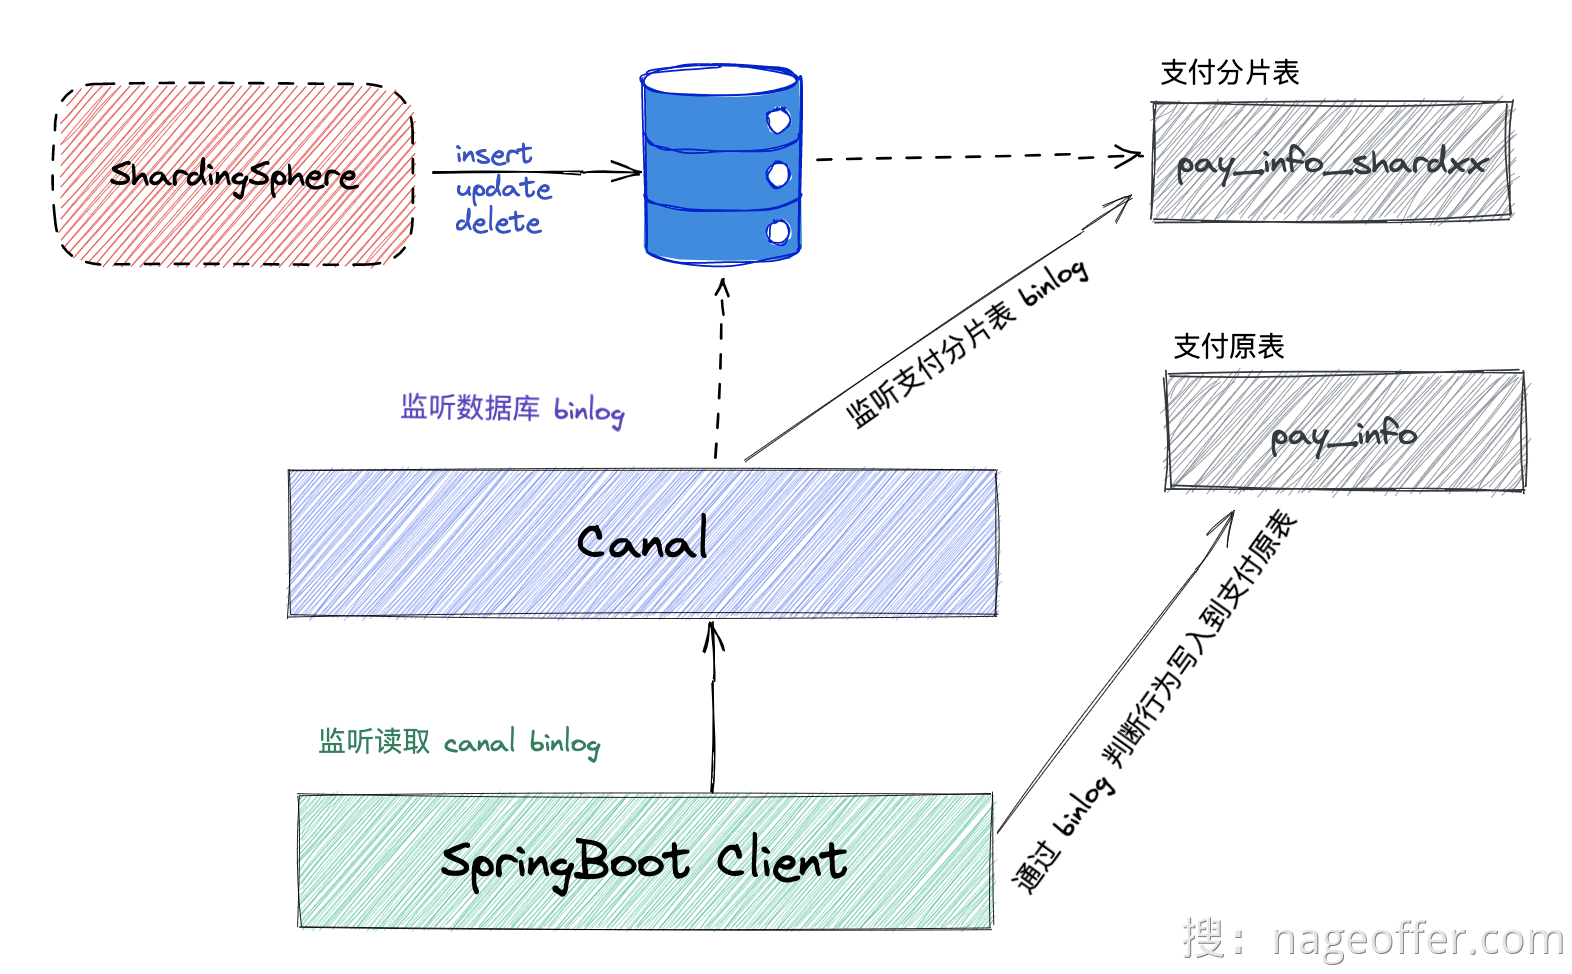 支付分片表
ShardingSphere
insert
update
delete
pay_info_shardxx
监听支付分片表 binlog
支付原表
pay_info
监听数据库 binlog
Canal
通过 binlog 判断行为写入到支付原表
监听读取 canal binlog
SpringBoot Client
搜：nageoffer.com